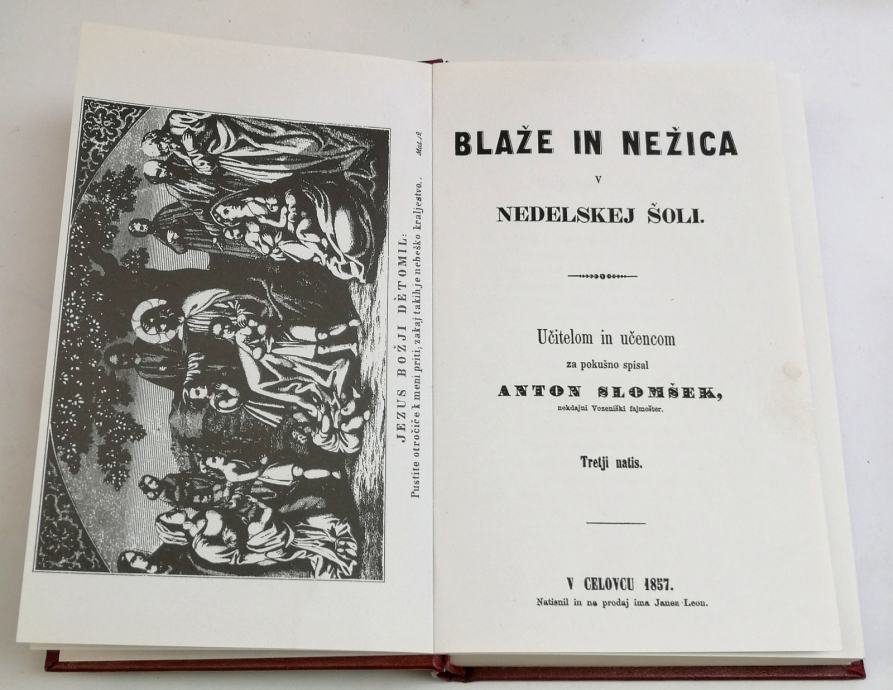 JEZUS BOŽJI DĚTOMIL:
Pustite otročiče k meni priti, zakaj takih je nebeško kraljestvo.
BLAŽE IN NEŽICA
V
NEDELSKEJ ŠOLI.
Učitelom in učencom
za pokušno spisal
ANTON SLOMŠEK,
nekdajni Vozeniški fajmošter.
Tretji natis.
V CELOVCU 1857.
Natisnil in na prodaj ima Janez Leon.